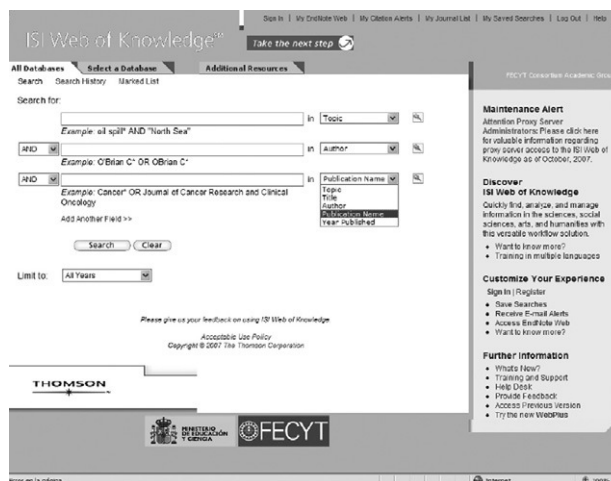 Sign In | My EndNote Web | My Citation Alerts | My Journal List | My Saved Searches | Log Out | Help
ISI Web of Knowledge
Take the next step
All Databases Select a Database Additional Resources
Search Search History Marked List
Search for:
in Topic
Example: oil spill* AND "North Sea"
AND in Author
Example: O'Brian C* OR OBrian C*
AND in Publication Name
Example: Cancer* OR Journal of Cancer Research and Clinical
Oncology
Topic
Title
Author
Publication Name
Year Published
Add Another Field >>
Search Clear
Limit to: All Years
Please give us your feedback on using ISI Web of Knowledge
Acceptable Use Policy
Copyright © 2007 The Thomson Corporation
THOMSON
FECYT Consortium Academic Grou
Maintenance Alert
Attention Proxy Server
Administrators: Please click here
for valuable information regarding
proxy server access to the ISI Web of
Knowledge as of October, 2007.
Discover
ISI Web of Knowledge
Quickly find, analyze, and manage
information in the sciences, social
sciences, arts, and humanities with
this versatile workflow solution.
• Want to know more?
• Training in multiple languages
Customize Your Experience
Sign In | Register
• Save Searches
• Receive E-mail Alerts
• Access EndNote Web
• Want to know more?
Further Information
• What's New?
• Training and Support
• Help Desk
• Provide Feedback
• Access Previous Version
• Try the new WebPlus
MINISTERIO
DE EDUCACIÓN
Y CIENCIA
FECYT
Internet